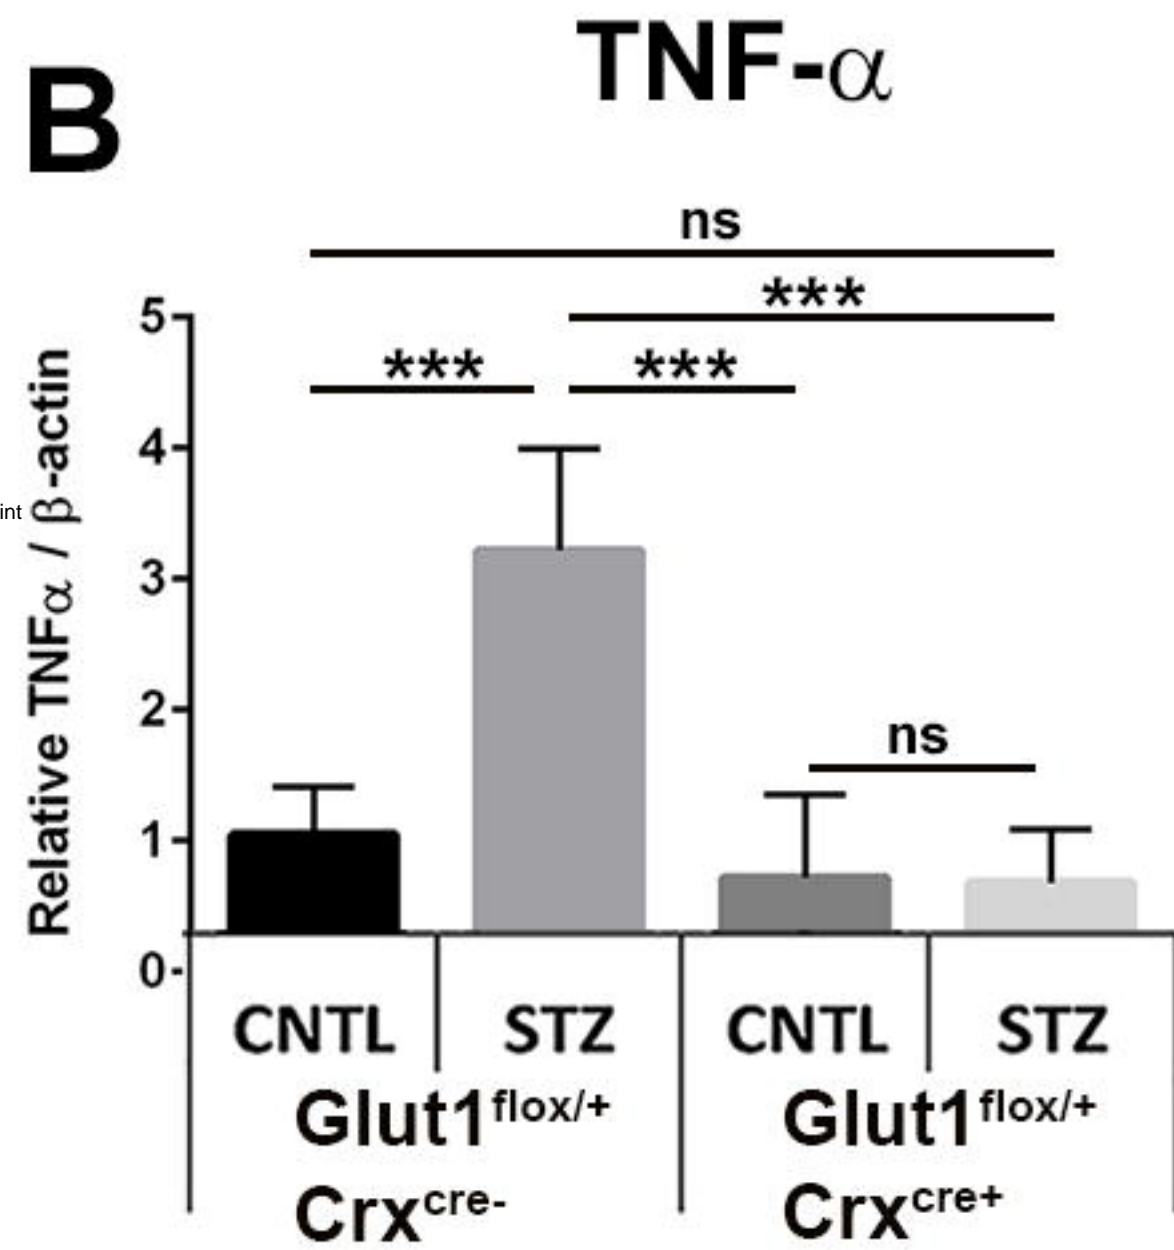 TNF-α
B
ns
***
*** ***
5
4
3
2
1
0
Relative TNFα / β-actin
int
ns
CNTL STZ CNTL STZ
Glut1flox/+ Glut1flox/+
Crxcre- Crxcre+